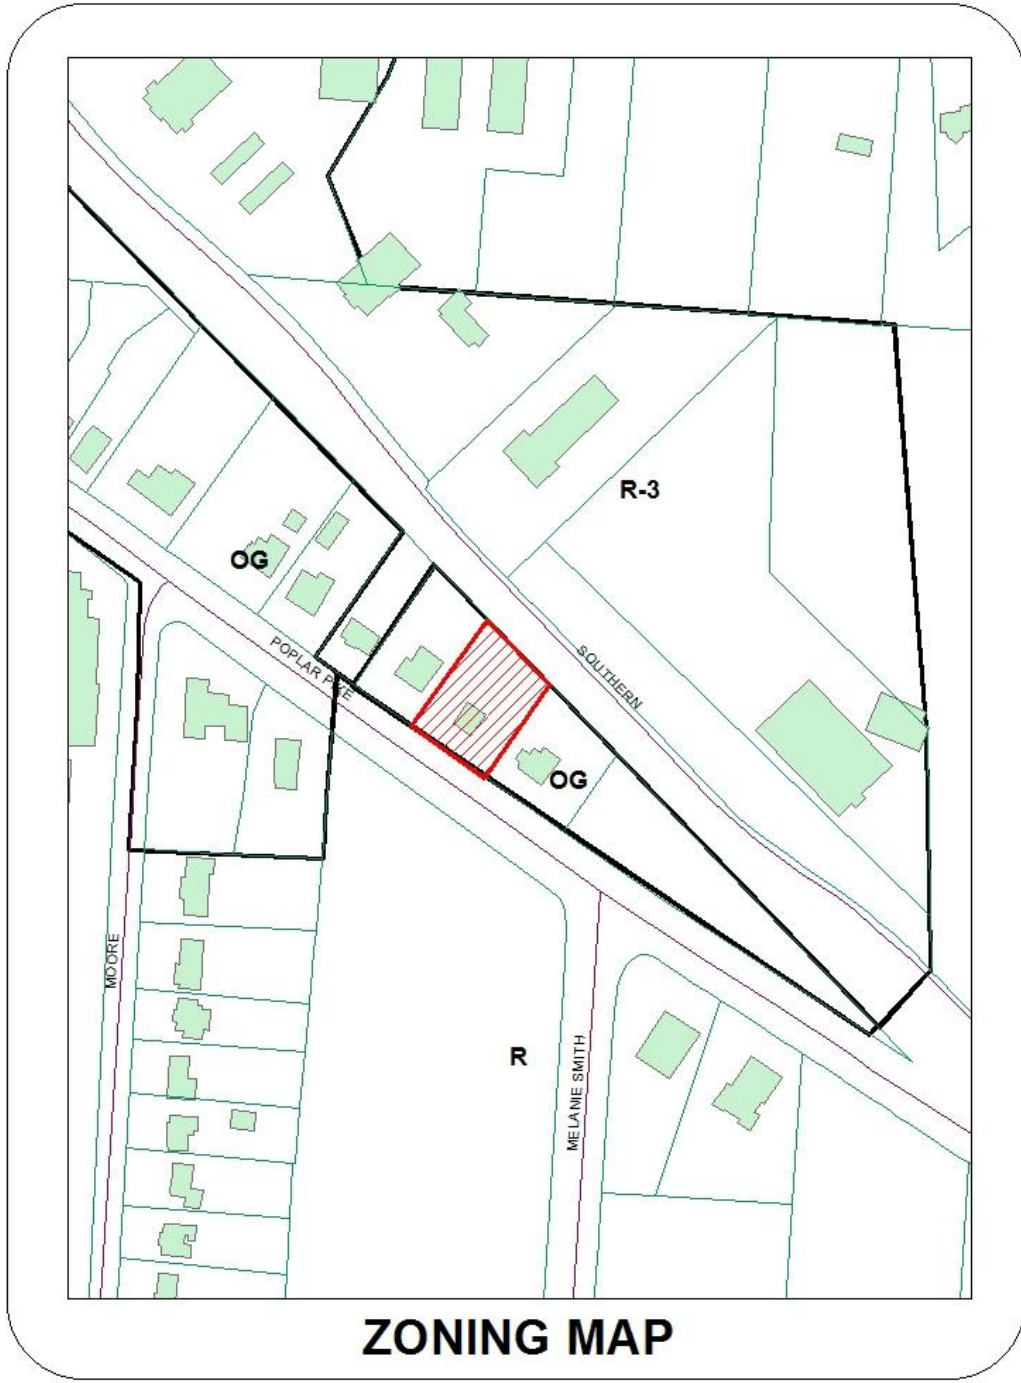 R-3
OG
POPLAR PIKE
SOUTHERN
OG
MOORE
R
MELANIE SMITH
ZONING MAP